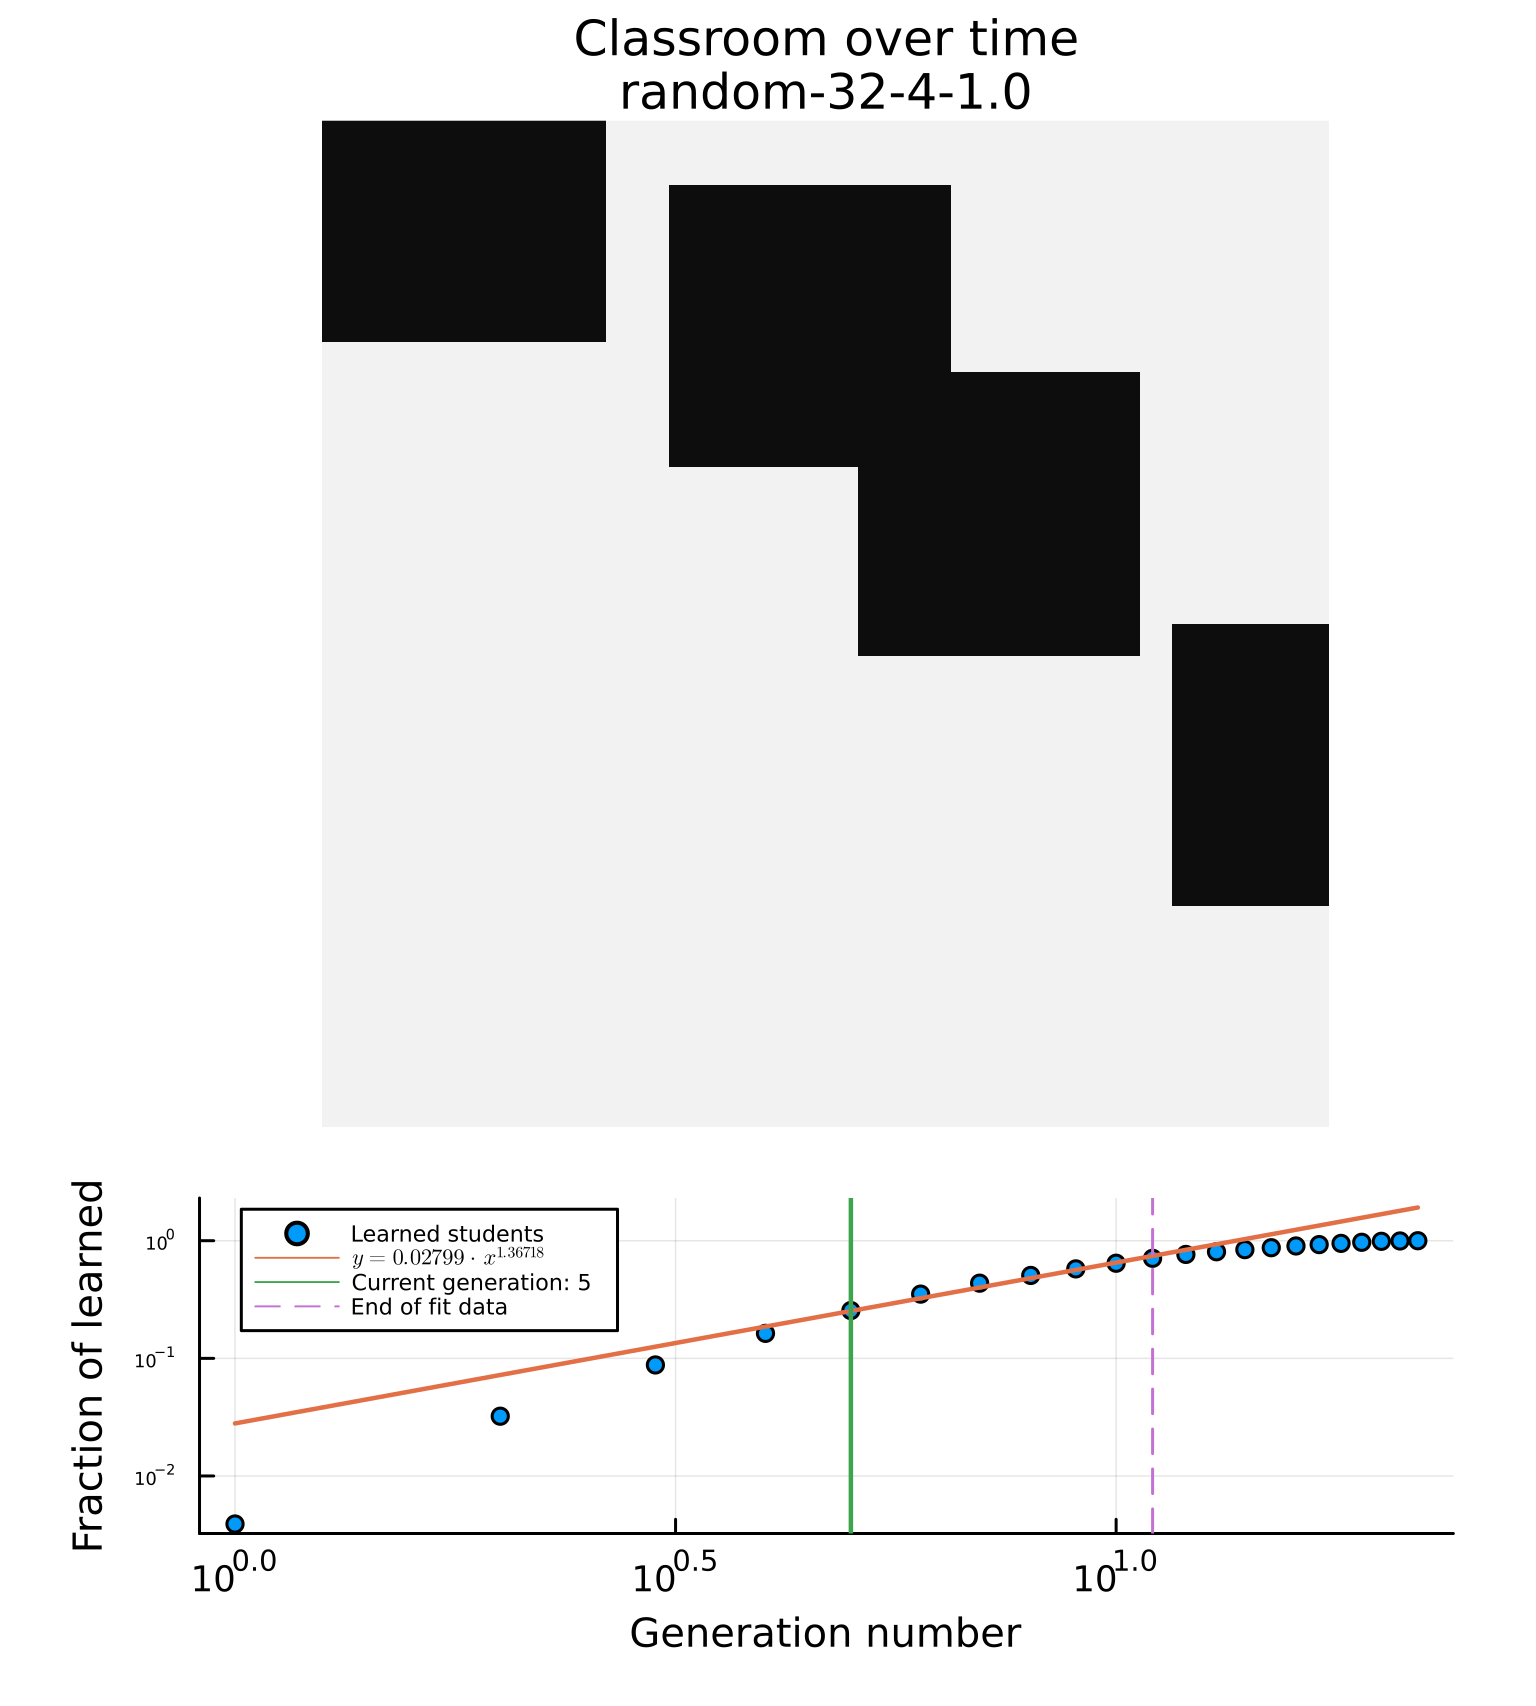 Classroom over time
random-32-4-1.0
Fraction of learned
10^0
10^-1
10^-2
Learned students
y = 0.02799 · x^1.36718
Current generation: 5
End of fit data
10^0.0
10^0.5
10^1.0
Generation number